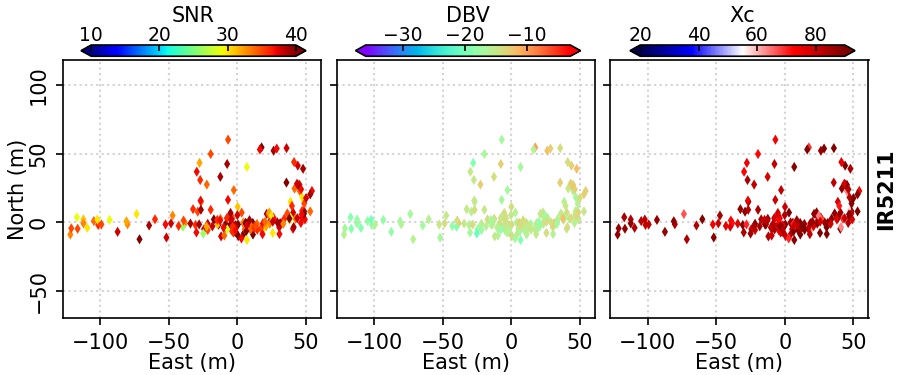 SNR DBV Xc
10 20 30 40 −30 −20 −10 20 40 60 80
100
50
0
−50
North (m)
IR5211
−100 −50 0 50 −100 −50 0 50 −100 −50 0 50
East (m) East (m) East (m)